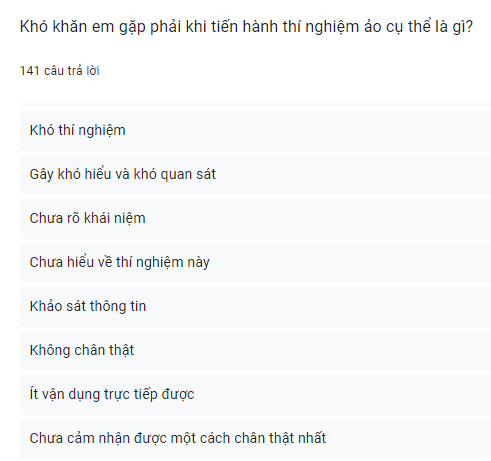 Khó khăn em gặp phải khi tiến hành thí nghiệm ảo cụ thể là gì?
141 câu trả lời
Khó thí nghiệm
Gây khó hiểu và khó quan sát
Chưa rõ khái niệm
Chưa hiểu về thí nghiệm này
Khảo sát thông tin
Không chân thật
Ít vận dụng trực tiếp được
Chưa cảm nhận được một cách chân thật nhất